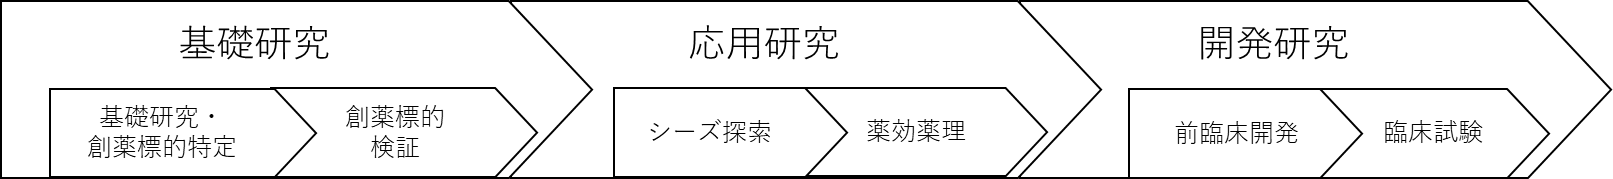 基礎研究
基礎研究・
創薬標的特定
創薬標的
検証
応用研究
シーズ探索
薬効薬理
開発研究
前臨床開発
臨床試験